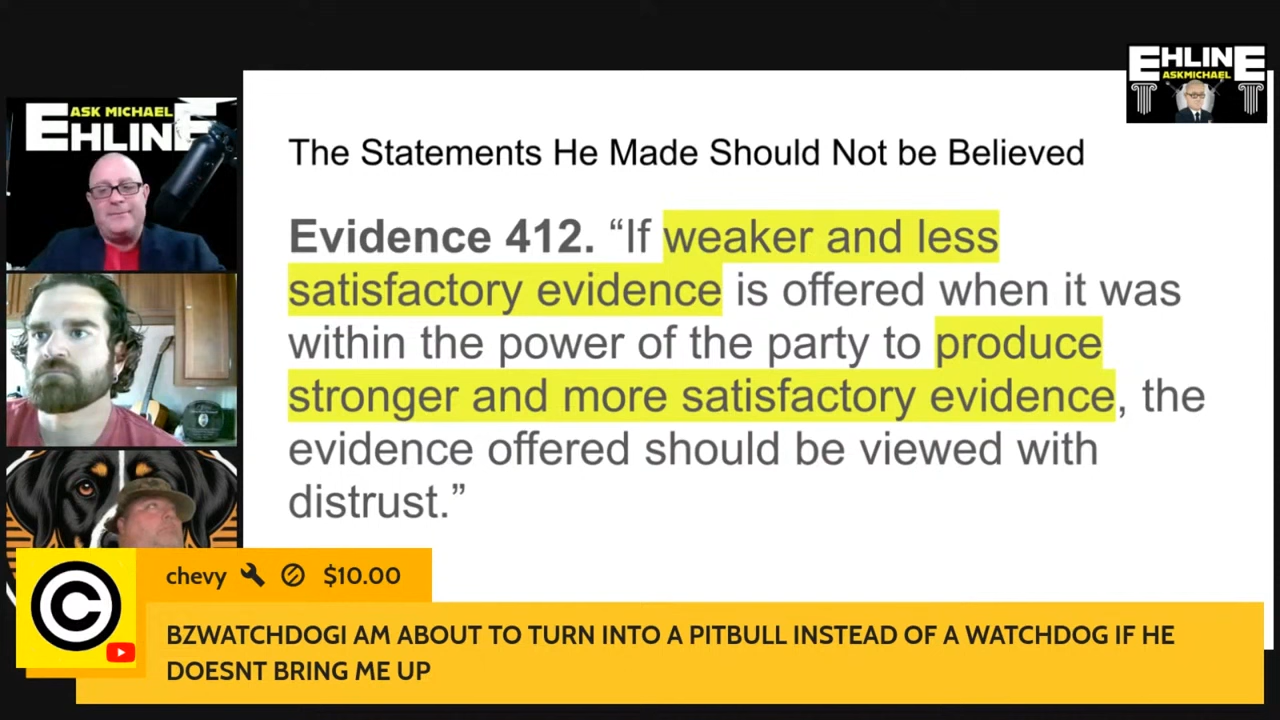 EHLINE
ASKMICHAEL
ASK MICHAEL
EHLINE
The Statements He Made Should Not be Believed
Evidence 412. “If weaker and less
satisfactory evidence is offered when it was
within the power of the party to produce
stronger and more satisfactory evidence, the
evidence offered should be viewed with
distrust.”
chevy $10.00
BZWATCHDOGI AM ABOUT TO TURN INTO A PITBULL INSTEAD OF A WATCHDOG IF HE
DOESNT BRING ME UP